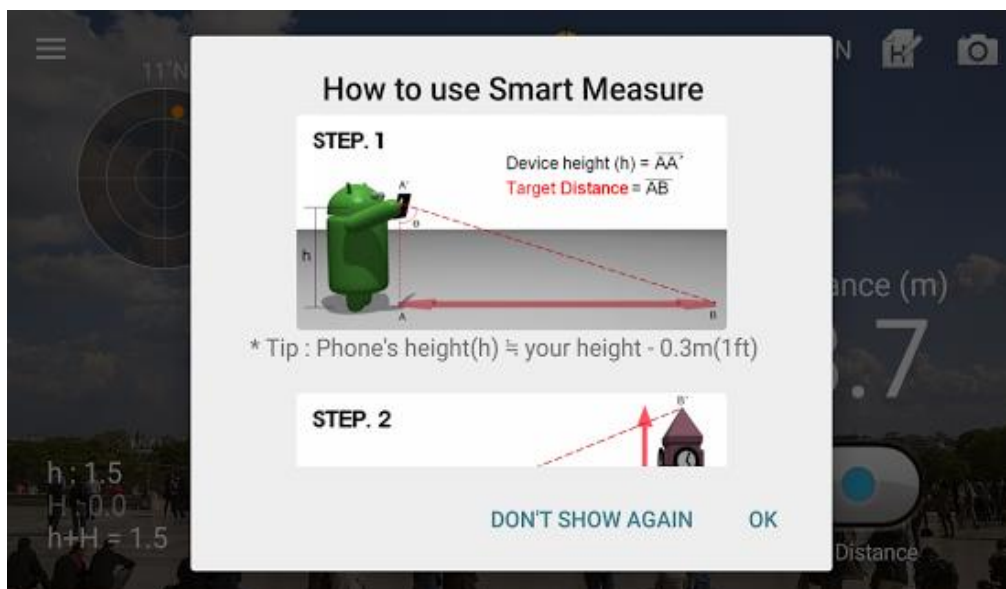 11°N
N
How to use Smart Measure
STEP. 1
Device height (h) = AA'
Target Distance = AB
A'
θ
h
A
B
* Tip : Phone's height(h) ≒ your height - 0.3m(1ft)
STEP. 2
B'
ance (m)
.7
h : 1.5
H : 0.0
h+H = 1.5
DON'T SHOW AGAIN
OK
Distance